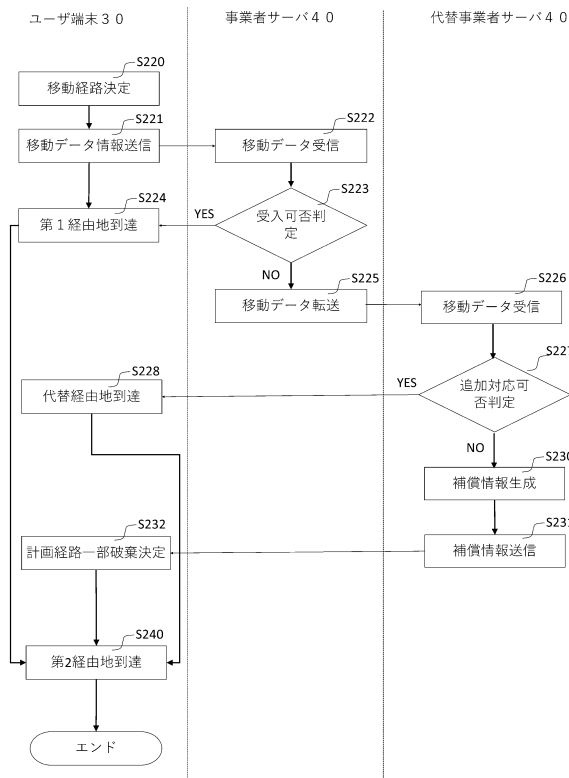 ユーザ端末３０
事業者サーバ４０
代替事業者サーバ４０
S220
移動経路決定
S221
移動データ情報送信
S222
移動データ受信
S223
受入可否判
定
YES
NO
S224
第１経由地到達
S225
移動データ転送
S226
移動データ受信
S227
追加対応可
否判定
YES
NO
S228
代替経由地到達
S230
補償情報生成
S231
補償情報送信
S232
計画経路一部破棄決定
S240
第2経由地到達
エンド